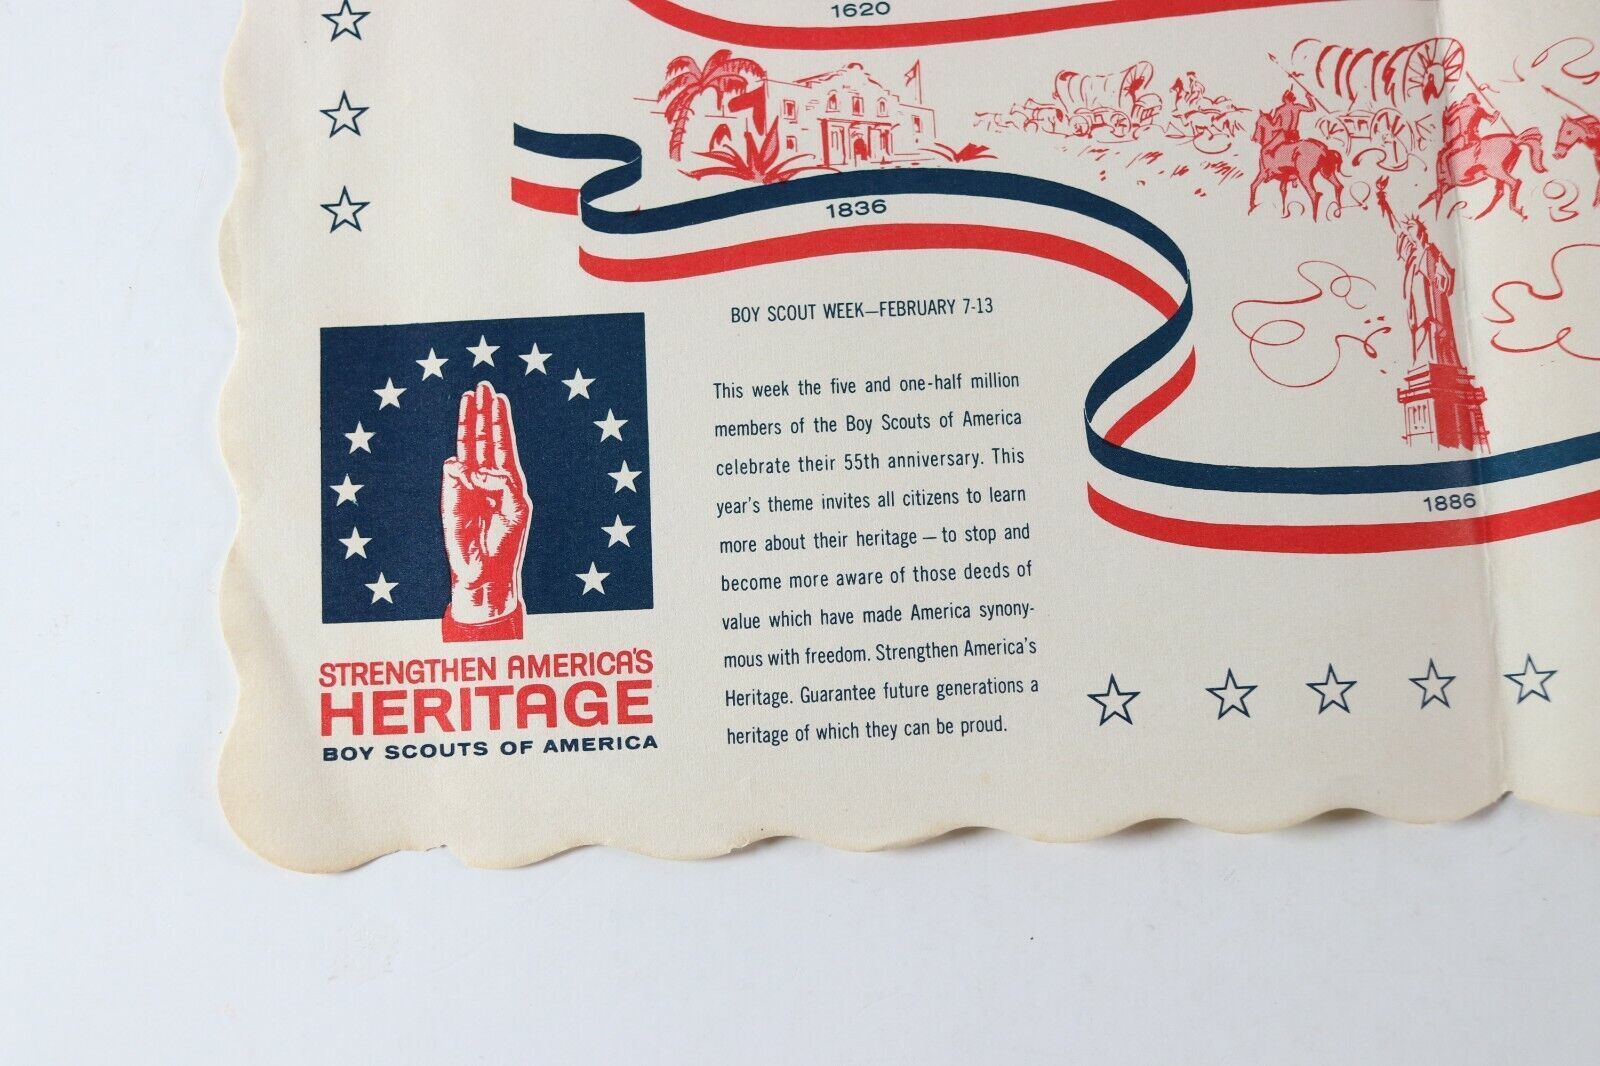 1620
1836
BOY SCOUT WEEK—FEBRUARY 7-13
This week the five and one-half million
members of the Boy Scouts of America
celebrate their 55th anniversary. This
year's theme invites all citizens to learn
more about their heritage — to stop and
become more aware of those deeds of
value which have made America synony-
mous with freedom. Strengthen America's
Heritage. Guarantee future generations a
heritage of which they can be proud.
1886
STRENGTHEN AMERICA'S
HERITAGE
BOY SCOUTS OF AMERICA